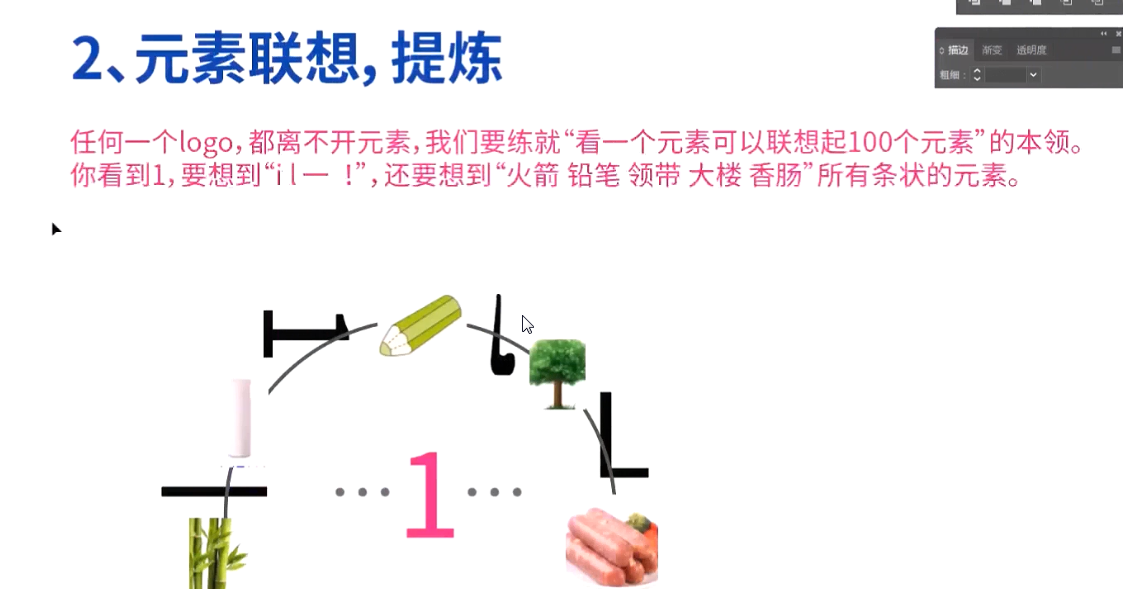 2、元素联想，提炼
描边 渐变 透明度
粗细：
任何一个logo，都离不开元素，我们要练就“看一个元素可以联想起100个元素”的本领。
你看到1，要想到“i l 一 ！”，还要想到“火箭 铅笔 领带 大楼 香肠”所有条状的元素。
1
L
1